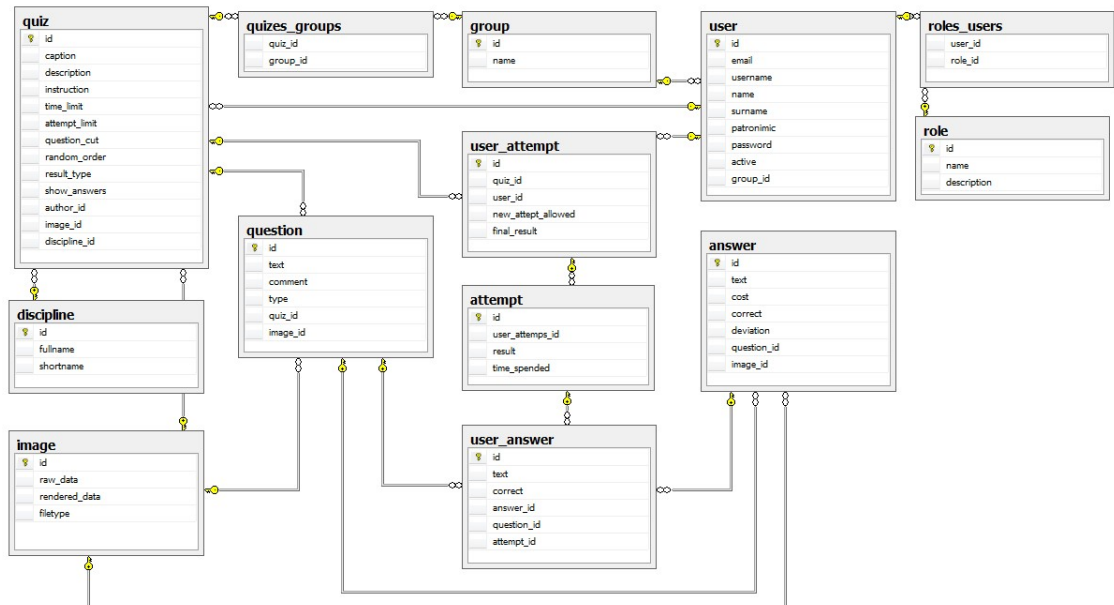 quiz
id
caption
description
instruction
time_limit
attempt_limit
question_cut
random_order
result_type
show_answers
author_id
image_id
discipline_id
quizes_groups
quiz_id
group_id
group
id
name
user
id
email
username
name
surname
patronimic
password
active
group_id
roles_users
user_id
role_id
role
id
name
description
user_attempt
id
quiz_id
user_id
new_attept_allowed
final_result
question
id
text
comment
type
quiz_id
image_id
answer
id
text
cost
correct
deviation
question_id
image_id
discipline
id
fullname
shortname
attempt
id
user_attemps_id
result
time_spended
image
id
raw_data
rendered_data
filetype
user_answer
id
text
correct
answer_id
question_id
attempt_id